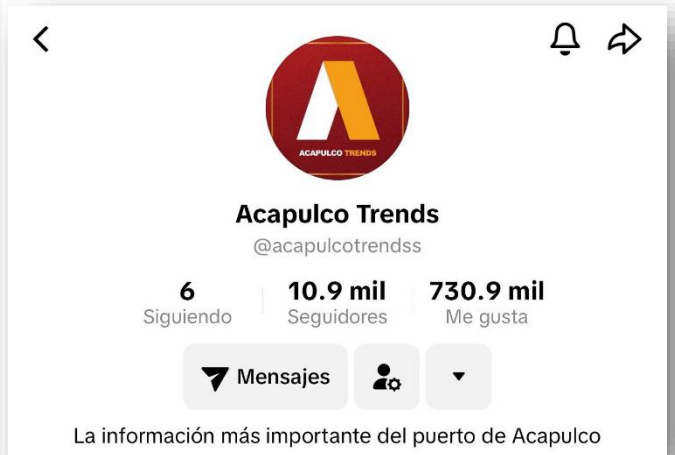 ACAPULCO TRENDS
Acapulco Trends
@acapulcotrendss
6 10.9 mil 730.9 mil
Siguiendo Seguidores Me gusta
Mensajes
La información más importante del puerto de Acapulco